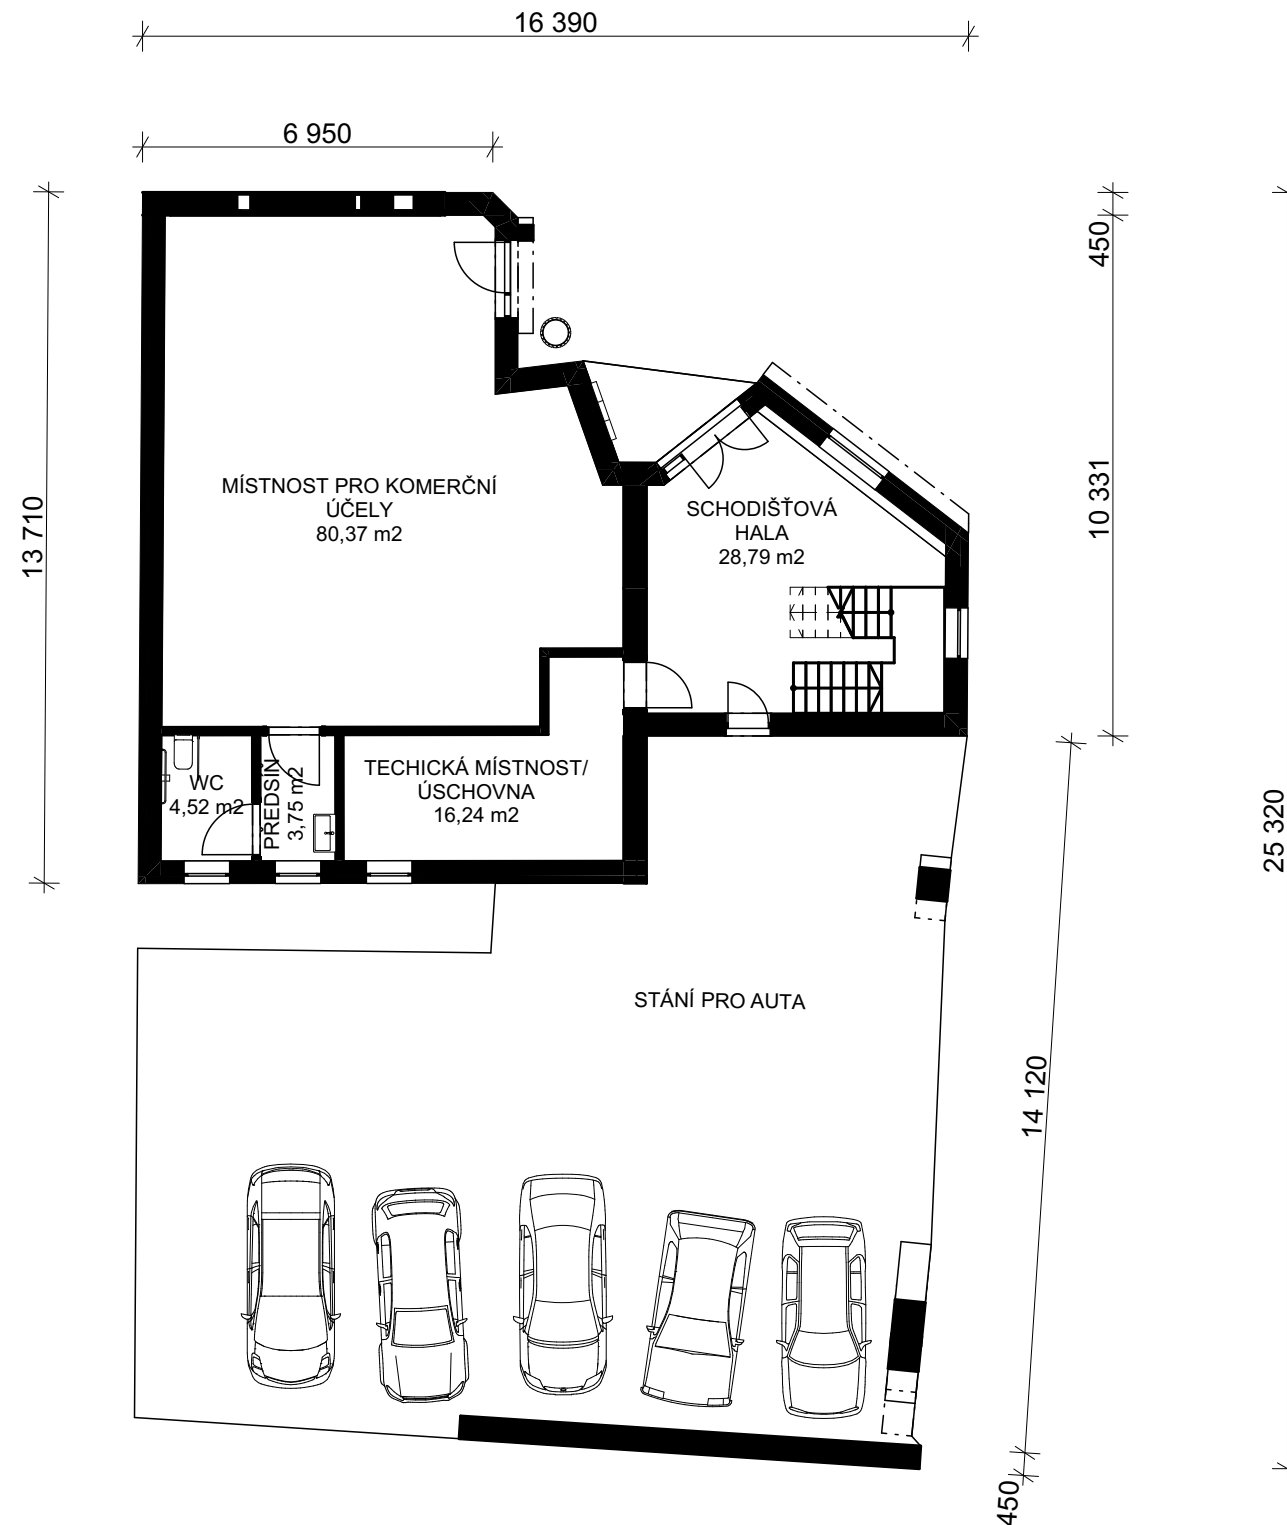 16 390
6 950
450
13 710
MÍSTNOST PRO KOMERČNÍ
ÚČELY
80,37 m2
SCHODIŠŤOVÁ
HALA
28,79 m2
10 331
WC
4,52 m2
PŘEDSÍŇ
3,75 m2
TECHICKÁ MÍSTNOST/
ÚSCHOVNA
16,24 m2
25 320
STÁNÍ PRO AUTA
14 120
450